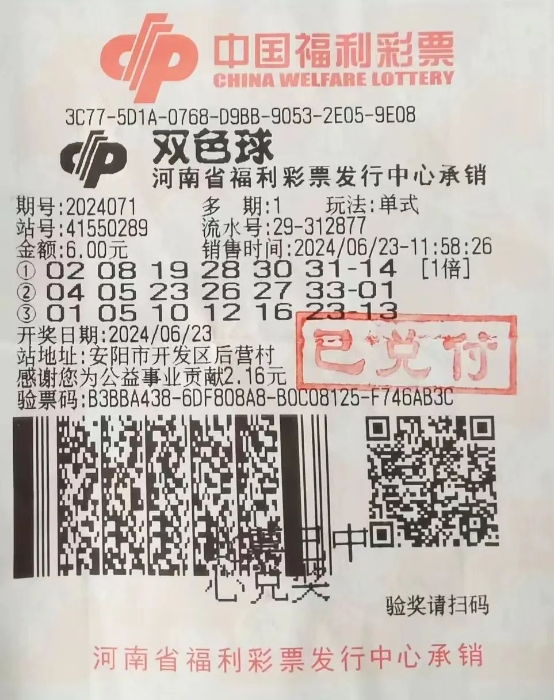 中国福利彩票
CHINA WELFARE LOTTERY
3C77-5D1A-0768-D9BB-9053-2E05-9E08
双色球
河南省福利彩票发行中心承销
期号:2024071 多 期:1 玩法:单式
站号:41550289 流水号:29-312877
金额:6.00元 销售时间:2024/06/23-11:58:26
① 02 08 19 28 30 31-14 [1倍]
② 04 05 23 26 27 33-01
③ 01 05 10 12 16 23-13
开奖日期:2024/06/23
已兑付
站地址:安阳市开发区后营村
感谢您为公益事业贡献2.16元
验票码:B3BBA438-6DF808A8-B0C08125-F746AB3C
此票已中
心兑奖
验奖请扫码
河南省福利彩票发行中心承销